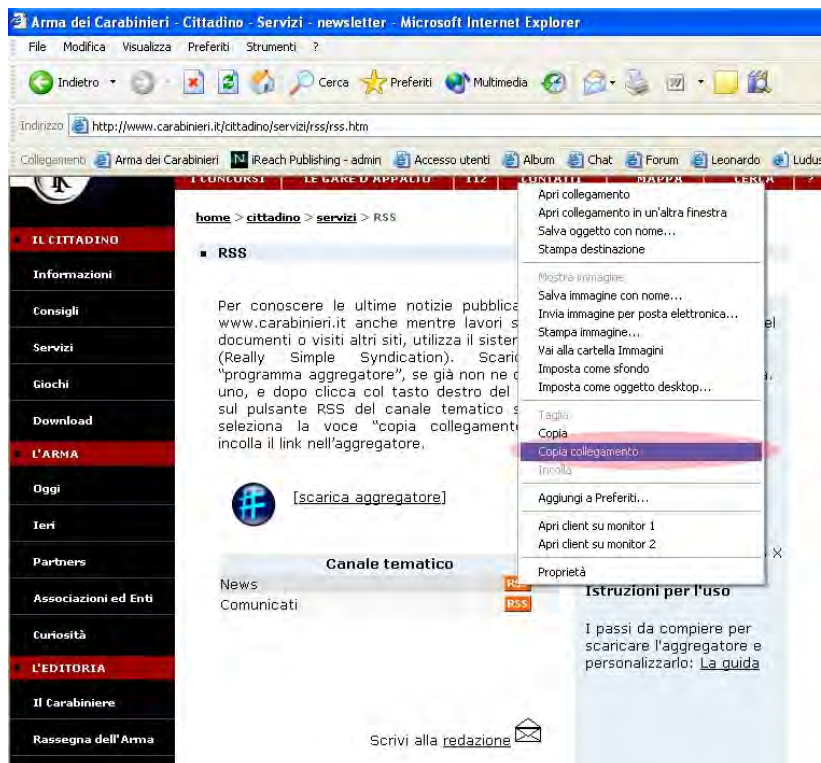 Arma dei Carabinieri - Cittadino - Servizi - newsletter - Microsoft Internet Explorer
File Modifica Visualizza Preferiti Strumenti ?
Indietro Cerca Preferiti Multimedia
Indirizzo http://www.carabinieri.it/cittadino/servizi/rss/rss.htm
Collegamenti Arma dei Carabinieri iReach Publishing - admin Accesso utenti Album Chat Forum Leonardo Ludus
I CONCORSI LE GARE D'APPALTO 112 CONTATTI MAPPA CERCA ?
home > cittadino > servizi > RSS
RSS
Per conoscere le ultime notizie pubblica
www.carabinieri.it anche mentre lavori s el
documenti o visiti altri siti, utilizza il sister
(Really Simple Syndication). Scaric
"programma aggregatore", se già non ne d a.
uno, e dopo clicca col tasto destro del
sul pulsante RSS del canale tematico s
seleziona la voce "copia collegamento
incolla il link nell'aggregatore.
[scarica aggregatore]
Canale tematico
News RSS
Comunicati RSS
Scrivi alla redazione
IL CITTADINO
Informazioni
Consigli
Servizi
Giochi
Download
L'ARMA
Oggi
Ieri
Partners
Associazioni ed Enti
Curiosità
L'EDITORIA
Il Carabiniere
Rassegna dell'Arma
Apri collegamento
Apri collegamento in un'altra finestra
Salva oggetto con nome...
Stampa destinazione
Mostra immagine
Salva immagine con nome...
Invia immagine per posta elettronica...
Stampa immagine...
Vai alla cartella Immagini
Imposta come sfondo
Imposta come oggetto desktop...
Taglia
Copia
Copia collegamento
Incolla
Aggiungi a Preferiti...
Apri client su monitor 1
Apri client su monitor 2
Proprietà
X
Istruzioni per l'uso
I passi da compiere per
scaricare l'aggregatore e
personalizzarlo: La guida